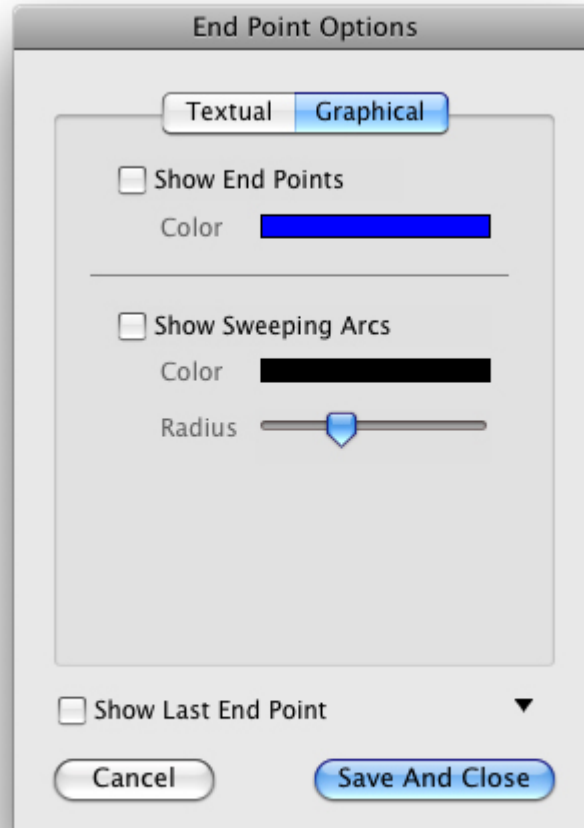 End Point Options
Textual Graphical
Show End Points
Color
Show Sweeping Arcs
Color
Radius
Show Last End Point
Cancel Save And Close